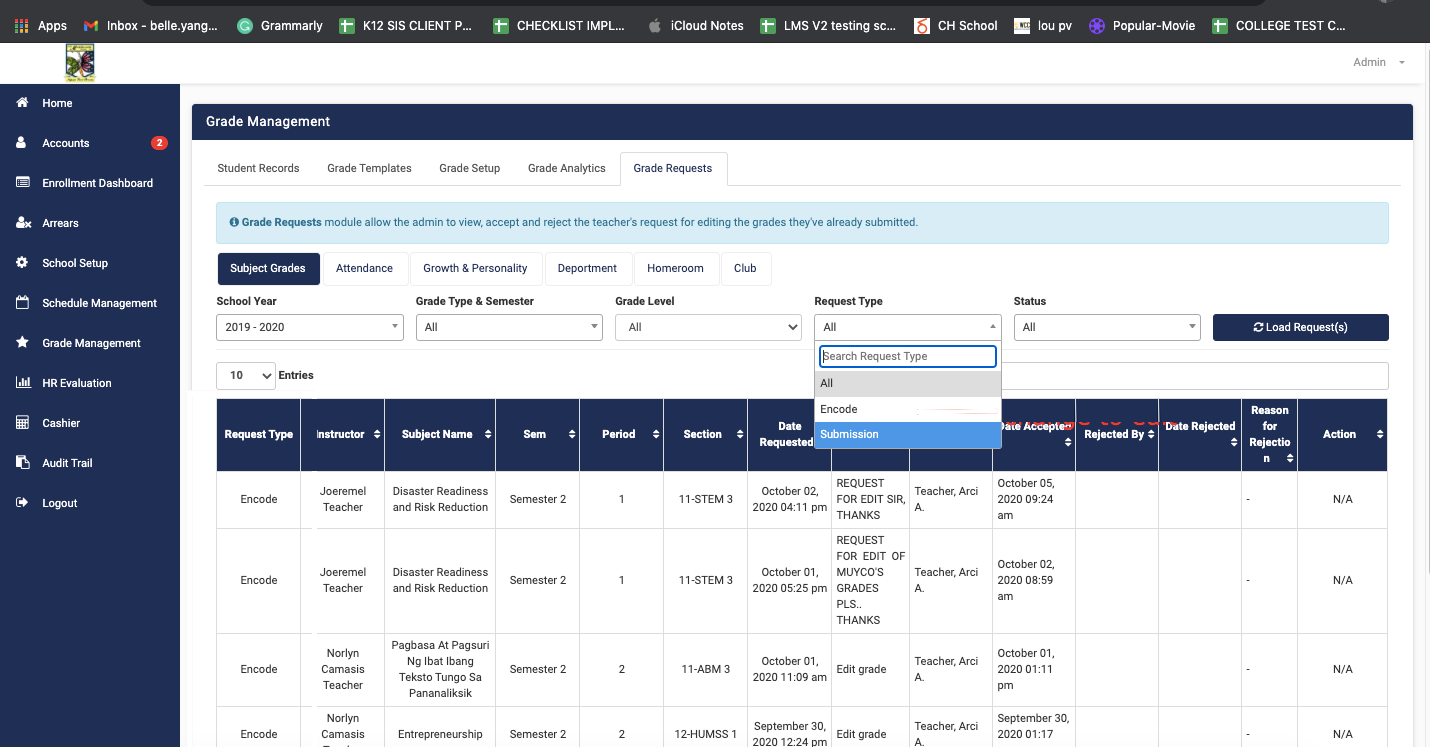 Apps
Inbox - belle.yang...
Grammarly
K12 SIS CLIENT P...
CHECKLIST IMPL...
iCloud Notes
LMS V2 testing sc...
CH School
lou pv
Popular-Movie
COLLEGE TEST C...
Admin
Home
Accounts
2
Enrollment Dashboard
Arrears
School Setup
Schedule Management
Grade Management
HR Evaluation
Cashier
Audit Trail
Logout
Grade Management
Student Records
Grade Templates
Grade Setup
Grade Analytics
Grade Requests
Grade Requests module allow the admin to view, accept and reject the teacher's request for editing the grades they've already submitted.
Subject Grades
Attendance
Growth & Personality
Deportment
Homeroom
Club
School Year
Grade Type & Semester
Grade Level
Request Type
Status
2019 - 2020
All
All
All
All
Load Request(s)
Search Request Type
All
Encode
Submission
10
Entries
Request Type
Instructor
Subject Name
Sem
Period
Section
Date
Requested
Date Accepted
Rejected By
Date Rejected
Reason
for
Rejectio
n
Action
Encode
Joeremel
Teacher
Disaster Readiness
and Risk Reduction
Semester 2
1
11-STEM 3
October 02,
2020 04:11 pm
REQUEST
FOR EDIT SIR,
THANKS
Teacher, Arci
A.
October 05,
2020 09:24
am
-
N/A
Encode
Joeremel
Teacher
Disaster Readiness
and Risk Reduction
Semester 2
1
11-STEM 3
October 01,
2020 05:25 pm
REQUEST
FOR EDIT OF
MUYCO'S
GRADES
PLS..
THANKS
Teacher, Arci
A.
October 02,
2020 08:59
am
-
N/A
Encode
Norlyn
Camasis
Teacher
Pagbasa At Pagsuri
Ng Ibat Ibang
Teksto Tungo Sa
Pananaliksik
Semester 2
2
11-ABM 3
October 01,
2020 11:09 am
Edit grade
Teacher, Arci
A.
October 01,
2020 01:11
pm
-
N/A
Encode
Norlyn
Camasis
Entrepreneurship
Semester 2
2
12-HUMSS 1
September 30,
2020 12:24 pm
Edit grade
Teacher, Arci
A.
September 30,
2020 01:17
-
N/A